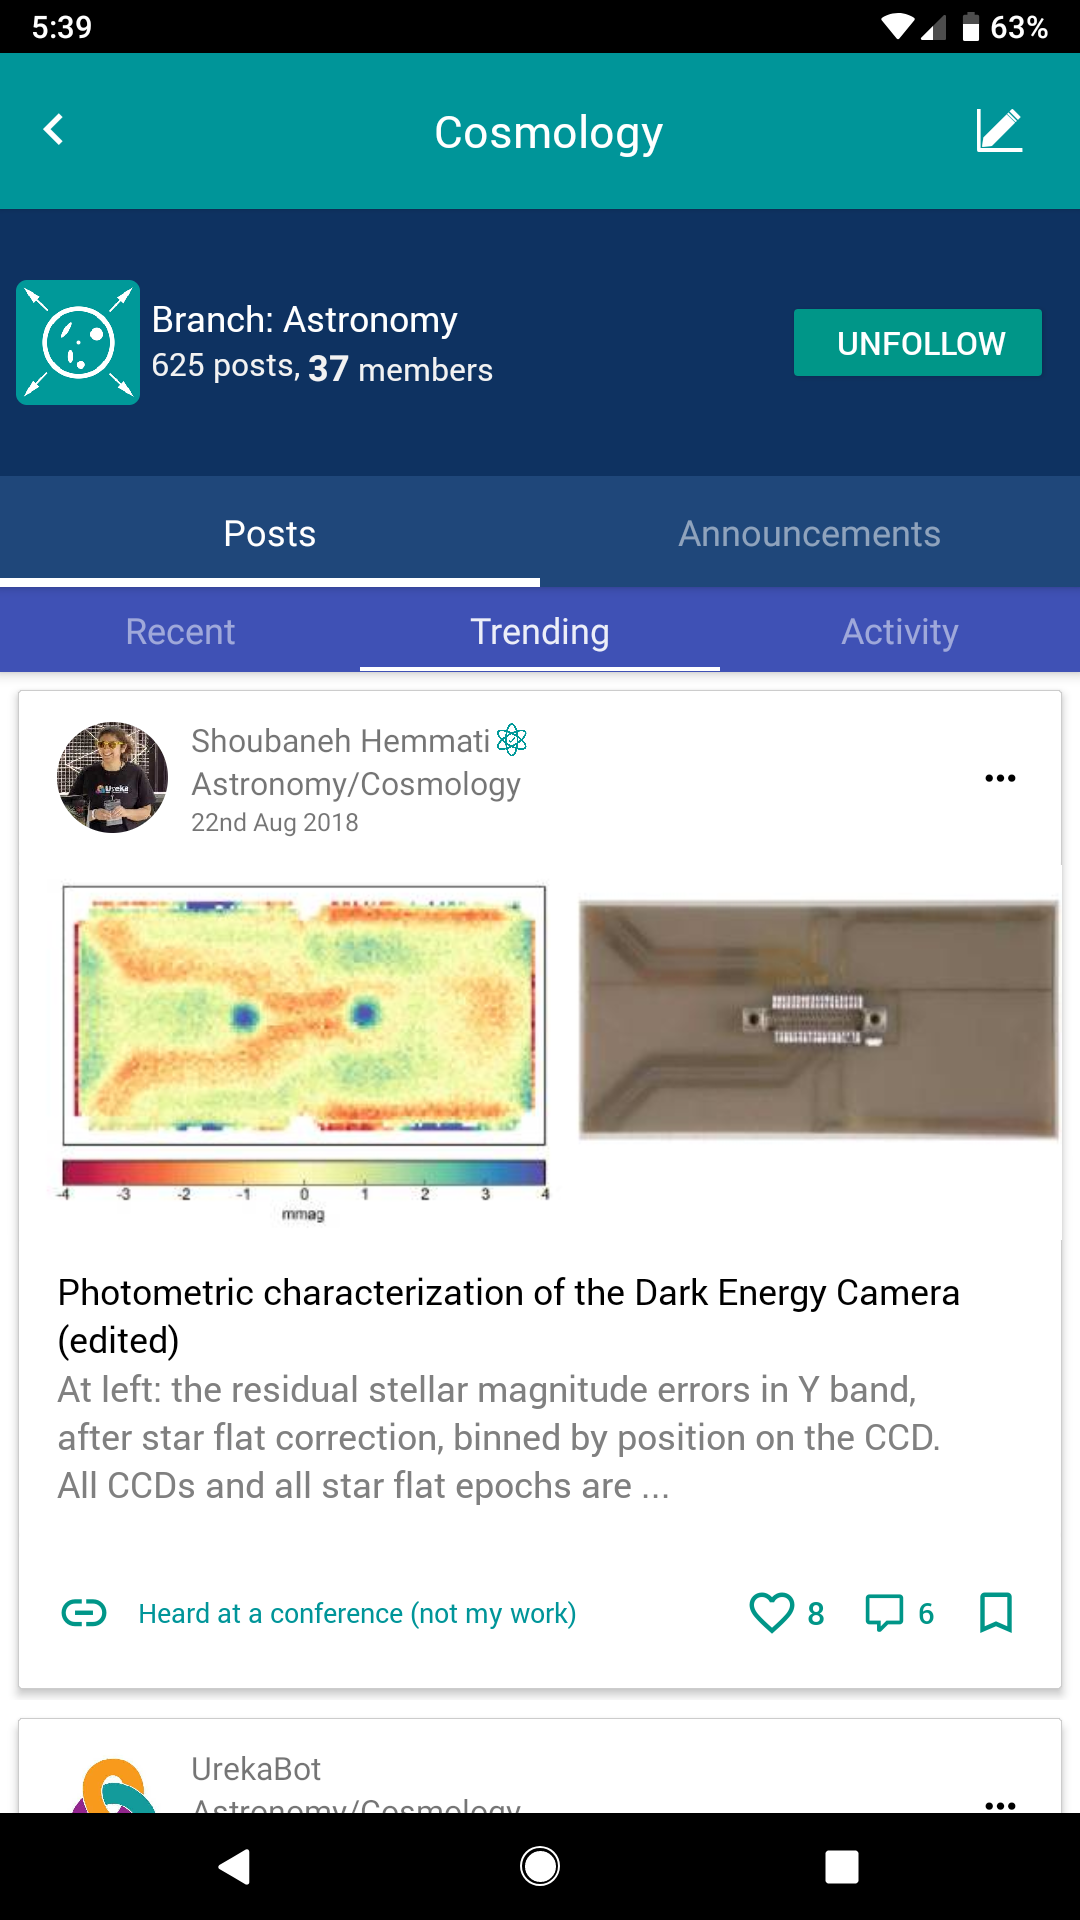 5:39
63%
Cosmology
Branch: Astronomy
625 posts, 37 members
UNFOLLOW
Posts
Announcements
Recent
Trending
Activity
Shoubaneh Hemmati
Astronomy/Cosmology
22nd Aug 2018
Ureka
-4 -3 -2 -1 0 1 2 3 4
mmag
Photometric characterization of the Dark Energy Camera
(edited)
At left: the residual stellar magnitude errors in Y band,
after star flat correction, binned by position on the CCD.
All CCDs and all star flat epochs are ...
Heard at a conference (not my work)
8
6
UrekaBot
Astronomy/Cosmology